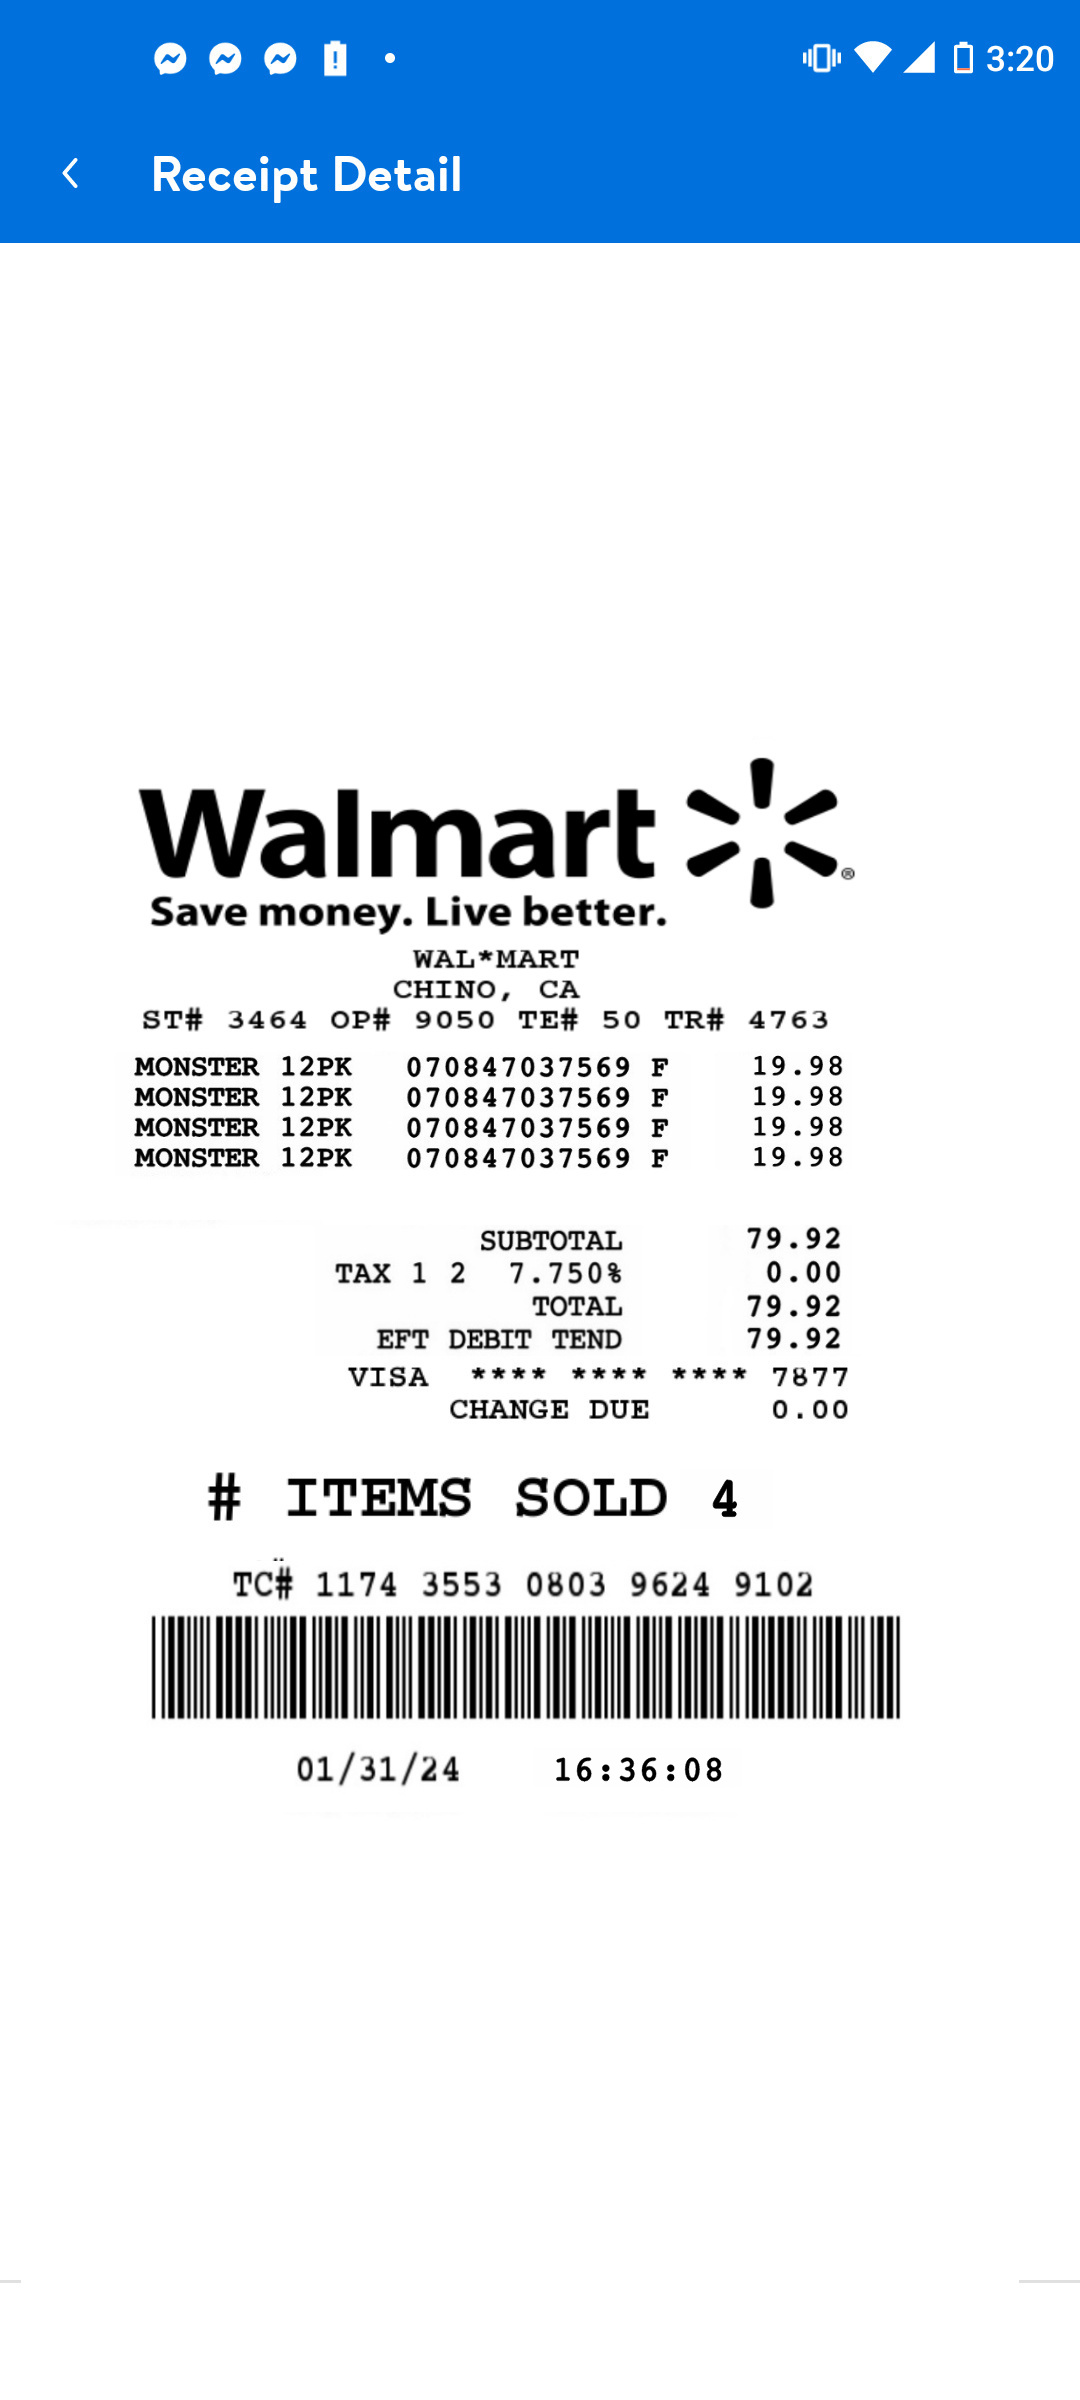 3:20
Receipt Detail
Walmart
Save money. Live better.
WAL*MART
CHINO, CA
ST# 3464 OP# 9050 TE# 50 TR# 4763
MONSTER 12PK 070847037569 F 19.98
MONSTER 12PK 070847037569 F 19.98
MONSTER 12PK 070847037569 F 19.98
MONSTER 12PK 070847037569 F 19.98
SUBTOTAL 79.92
TAX 1 2 7.750% 0.00
TOTAL 79.92
EFT DEBIT TEND 79.92
VISA **** **** **** 7877
CHANGE DUE 0.00
# ITEMS SOLD 4
TC# 1174 3553 0803 9624 9102
01/31/24 16:36:08